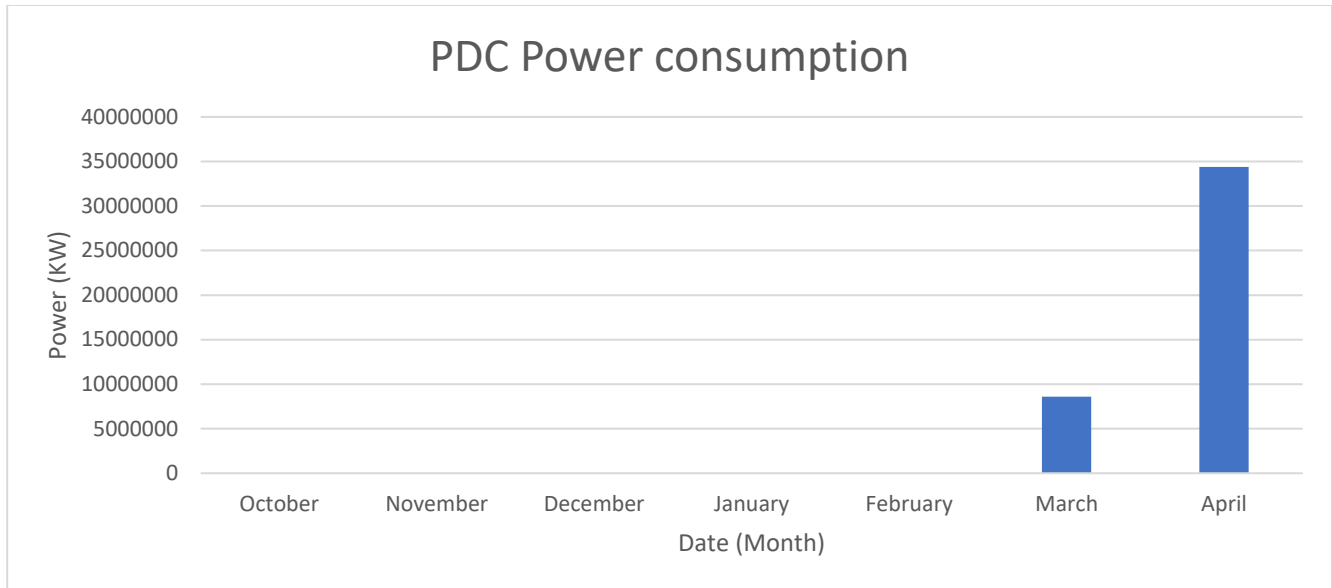 PDC Power consumption
40000000
35000000
30000000
25000000
20000000
15000000
10000000
5000000
0
Power (KW)
October November December January February March April
Date (Month)